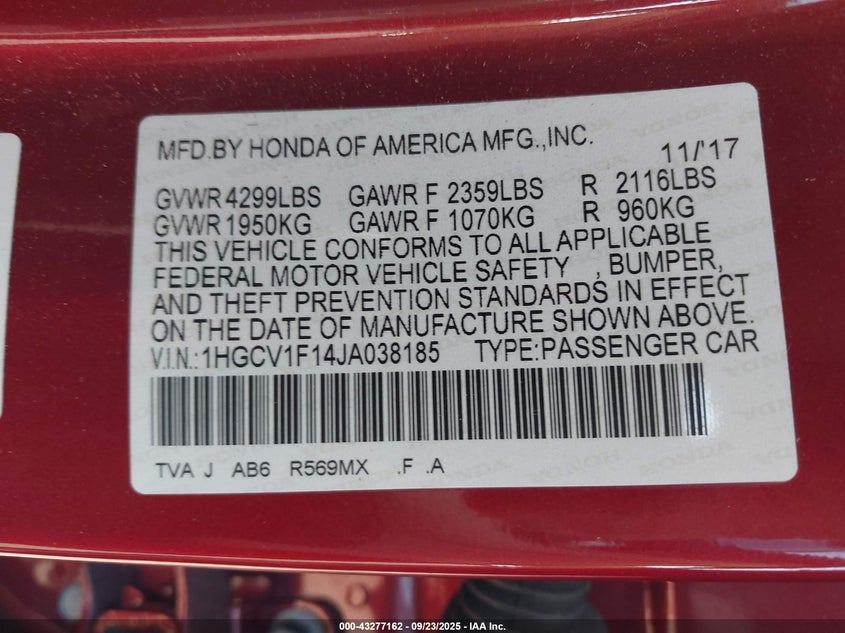 MFD.BY HONDA OF AMERICA MFG.,INC. 11/'17
GVWR 4299LBS GAWR F 2359LBS R 2116LBS
GVWR 1950KG GAWR F 1070KG R 960KG
THIS VEHICLE CONFORMS TO ALL APPLICABLE
FEDERAL MOTOR VEHICLE SAFETY , BUMPER,
AND THEFT PREVENTION STANDARDS IN EFFECT
ON THE DATE OF MANUFACTURE SHOWN ABOVE.
V.I.N.:1HGCV1F14JA038185 TYPE:PASSENGER CAR
TVA J AB6 R569MX .F .A
000-43277162 - 09/23/2025 - IAA Inc.